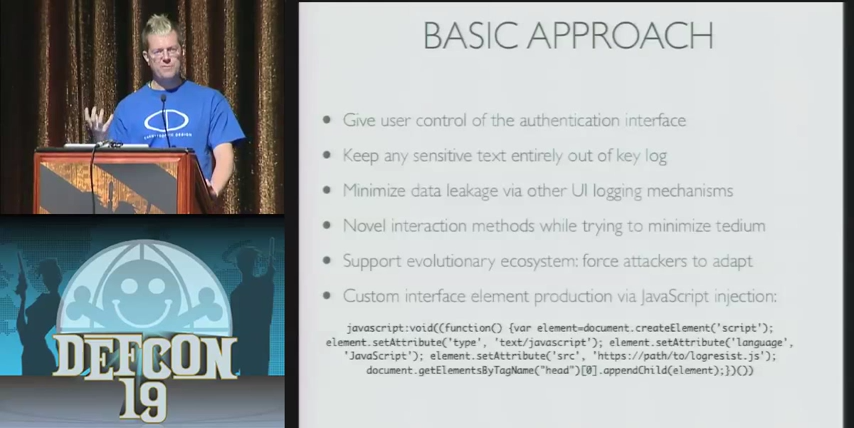 BASIC APPROACH
Give user control of the authentication interface
Keep any sensitive text entirely out of key log
Minimize data leakage via other UI logging mechanisms
Novel interaction methods while trying to minimize tedium
Support evolutionary ecosystem: force attackers to adapt
Custom interface element production via JavaScript injection:
javascript:void((function() {var element=document.createElement('script');
element.setAttribute('type', 'text/javascript'); element.setAttribute('language',
'JavaScript'); element.setAttribute('src', 'https://path/to/logresist.js');
document.getElementsByTagName("head")[0].appendChild(element);})())
DEFCON
19